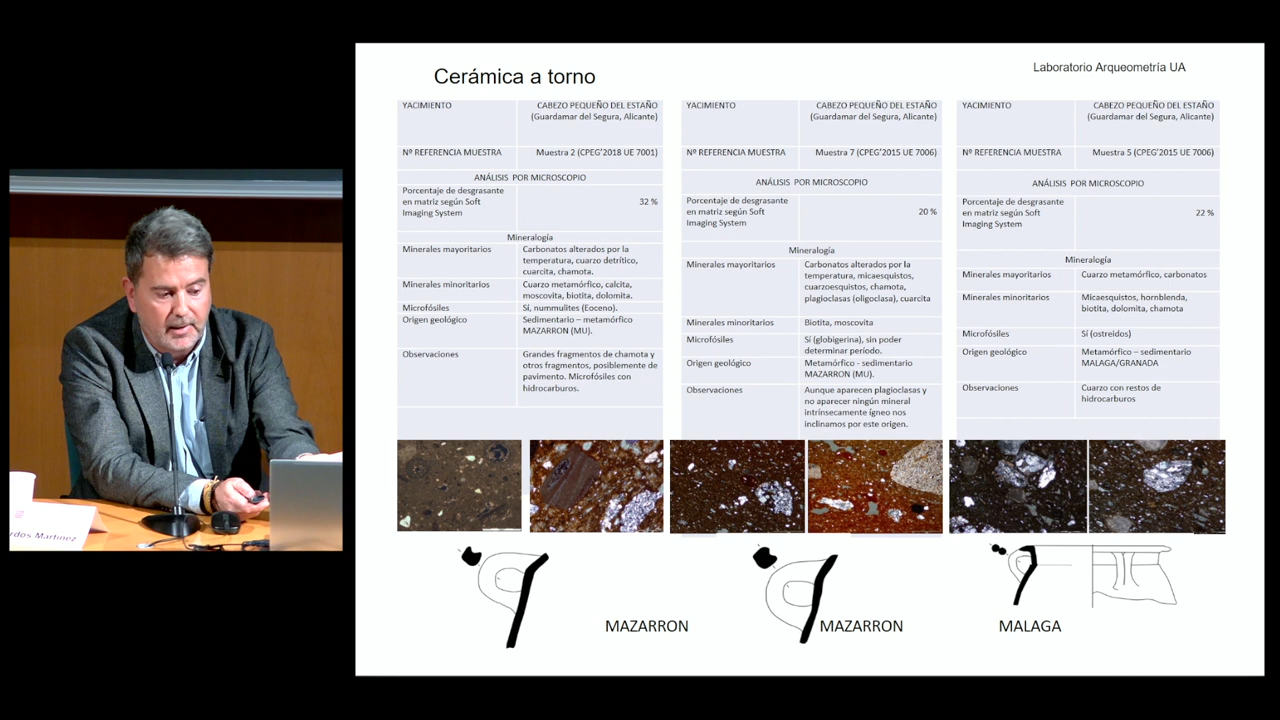 Cerámica a torno
Laboratorio Arqueometría UA
YACIMIENTO
CABEZO PEQUEÑO DEL ESTAÑO
(Guardamar del Segura, Alicante)
Nº REFERENCIA MUESTRA
Muestra 2 (CPEG'2018 UE 7001)
ANÁLISIS POR MICROSCOPIO
Porcentaje de desgrasante
en matriz según Soft
Imaging System
32 %
Mineralogía
Minerales mayoritarios
Carbonatos alterados por la
temperatura, cuarzo detrítico,
cuarcita, chamota.
Minerales minoritarios
Cuarzo metamórfico, calcita,
moscovita, biotita, dolomita.
Microfósiles
Sí, nummulites (Eoceno).
Origen geológico
Sedimentario – metamórfico
MAZARRON (MU).
Observaciones
Grandes fragmentos de chamota y
otros fragmentos, posiblemente de
pavimento. Microfósiles con
hidrocarburos.
YACIMIENTO
CABEZO PEQUEÑO DEL ESTAÑO
(Guardamar del Segura, Alicante)
Nº REFERENCIA MUESTRA
Muestra 7 (CPEG'2015 UE 7006)
ANÁLISIS POR MICROSCOPIO
Porcentaje de desgrasante
en matriz según Soft
Imaging System
20 %
Mineralogía
Minerales mayoritarios
Carbonatos alterados por la
temperatura, micaesquistos,
cuarzoesquistos, chamota,
plagioclasas (oligoclasa), cuarcita
Minerales minoritarios
Biotita, moscovita
Microfósiles
Sí (globigerina), sin poder
determinar período.
Origen geológico
Metamórfico - sedimentario
MAZARRON (MU).
Observaciones
Aunque aparecen plagioclasas y
no aparecer ningún mineral
intrínsecamente ígneo nos
inclinamos por este origen.
YACIMIENTO
CABEZO PEQUEÑO DEL ESTAÑO
(Guardamar del Segura, Alicante)
Nº REFERENCIA MUESTRA
Muestra 5 (CPEG'2015 UE 7006)
ANÁLISIS POR MICROSCOPIO
Porcentaje de desgrasante
en matriz según Soft
Imaging System
22 %
Mineralogía
Minerales mayoritarios
Cuarzo metamórfico, carbonatos
Minerales minoritarios
Micaesquistos, hornblenda,
biotita, dolomita, chamota
Microfósiles
Sí (ostreidos)
Origen geológico
Metamórfico – sedimentario
MALAGA/GRANADA
Observaciones
Cuarzo con restos de
hidrocarburos
MAZARRON
MAZARRON
MALAGA
rdos Martínez